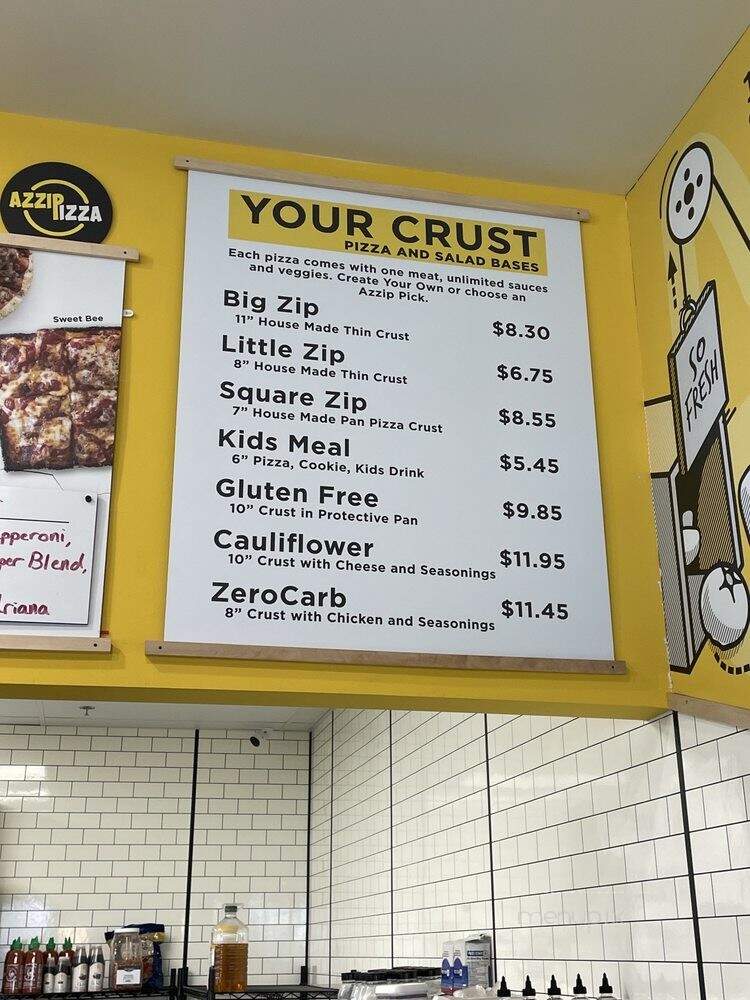 AZZIP
PIZZA
Sweet Bee
Blend,
YOUR CRUST
PIZZA AND SALAD BASES
Each pizza comes with one meat, unlimited sauces
and veggies. Create Your Own or choose an
Azzip Pick.
Big Zip
11” House Made Thin Crust $8.30
Little Zip
8” House Made Thin Crust $6.75
Square Zip
7” House Made Pan Pizza Crust $8.55
Kids Meal
6” Pizza, Cookie, Kids Drink $5.45
Gluten Free
10” Crust in Protective Pan $9.85
Cauliflower
10” Crust with Cheese and Seasonings $11.95
ZeroCarb
8” Crust with Chicken and Seasonings $11.45
SO
FRESH